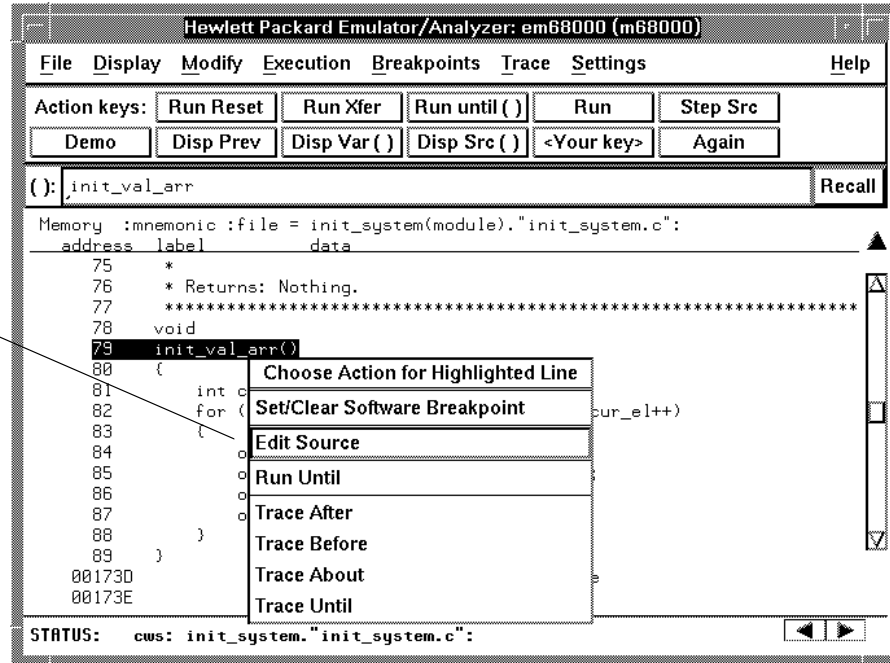 Hewlett Packard Emulator/Analyzer: em68000 (m68000)
File Display Modify Execution Breakpoints Trace Settings Help
Action keys: Run Reset Run Xfer Run until ( ) Run Step Src
Demo Disp Prev Disp Var ( ) Disp Src ( ) <Your key> Again
( ): init_val_arr Recall
Memory :mnemonic :file = init_system(module)."init_system.c":
address label data
75 *
76 * Returns: Nothing.
77 *******************************************************************
78 void
79 init_val_arr()
80 {
81 int c
82 for ( cur_el++)
83 {
84 o
85 o ;
86 o
87 o
88 }
89 }
00173D e
00173E
Choose Action for Highlighted Line
Set/Clear Software Breakpoint
Edit Source
Run Until
Trace After
Trace Before
Trace About
Trace Until
STATUS: cws: init_system."init_system.c":